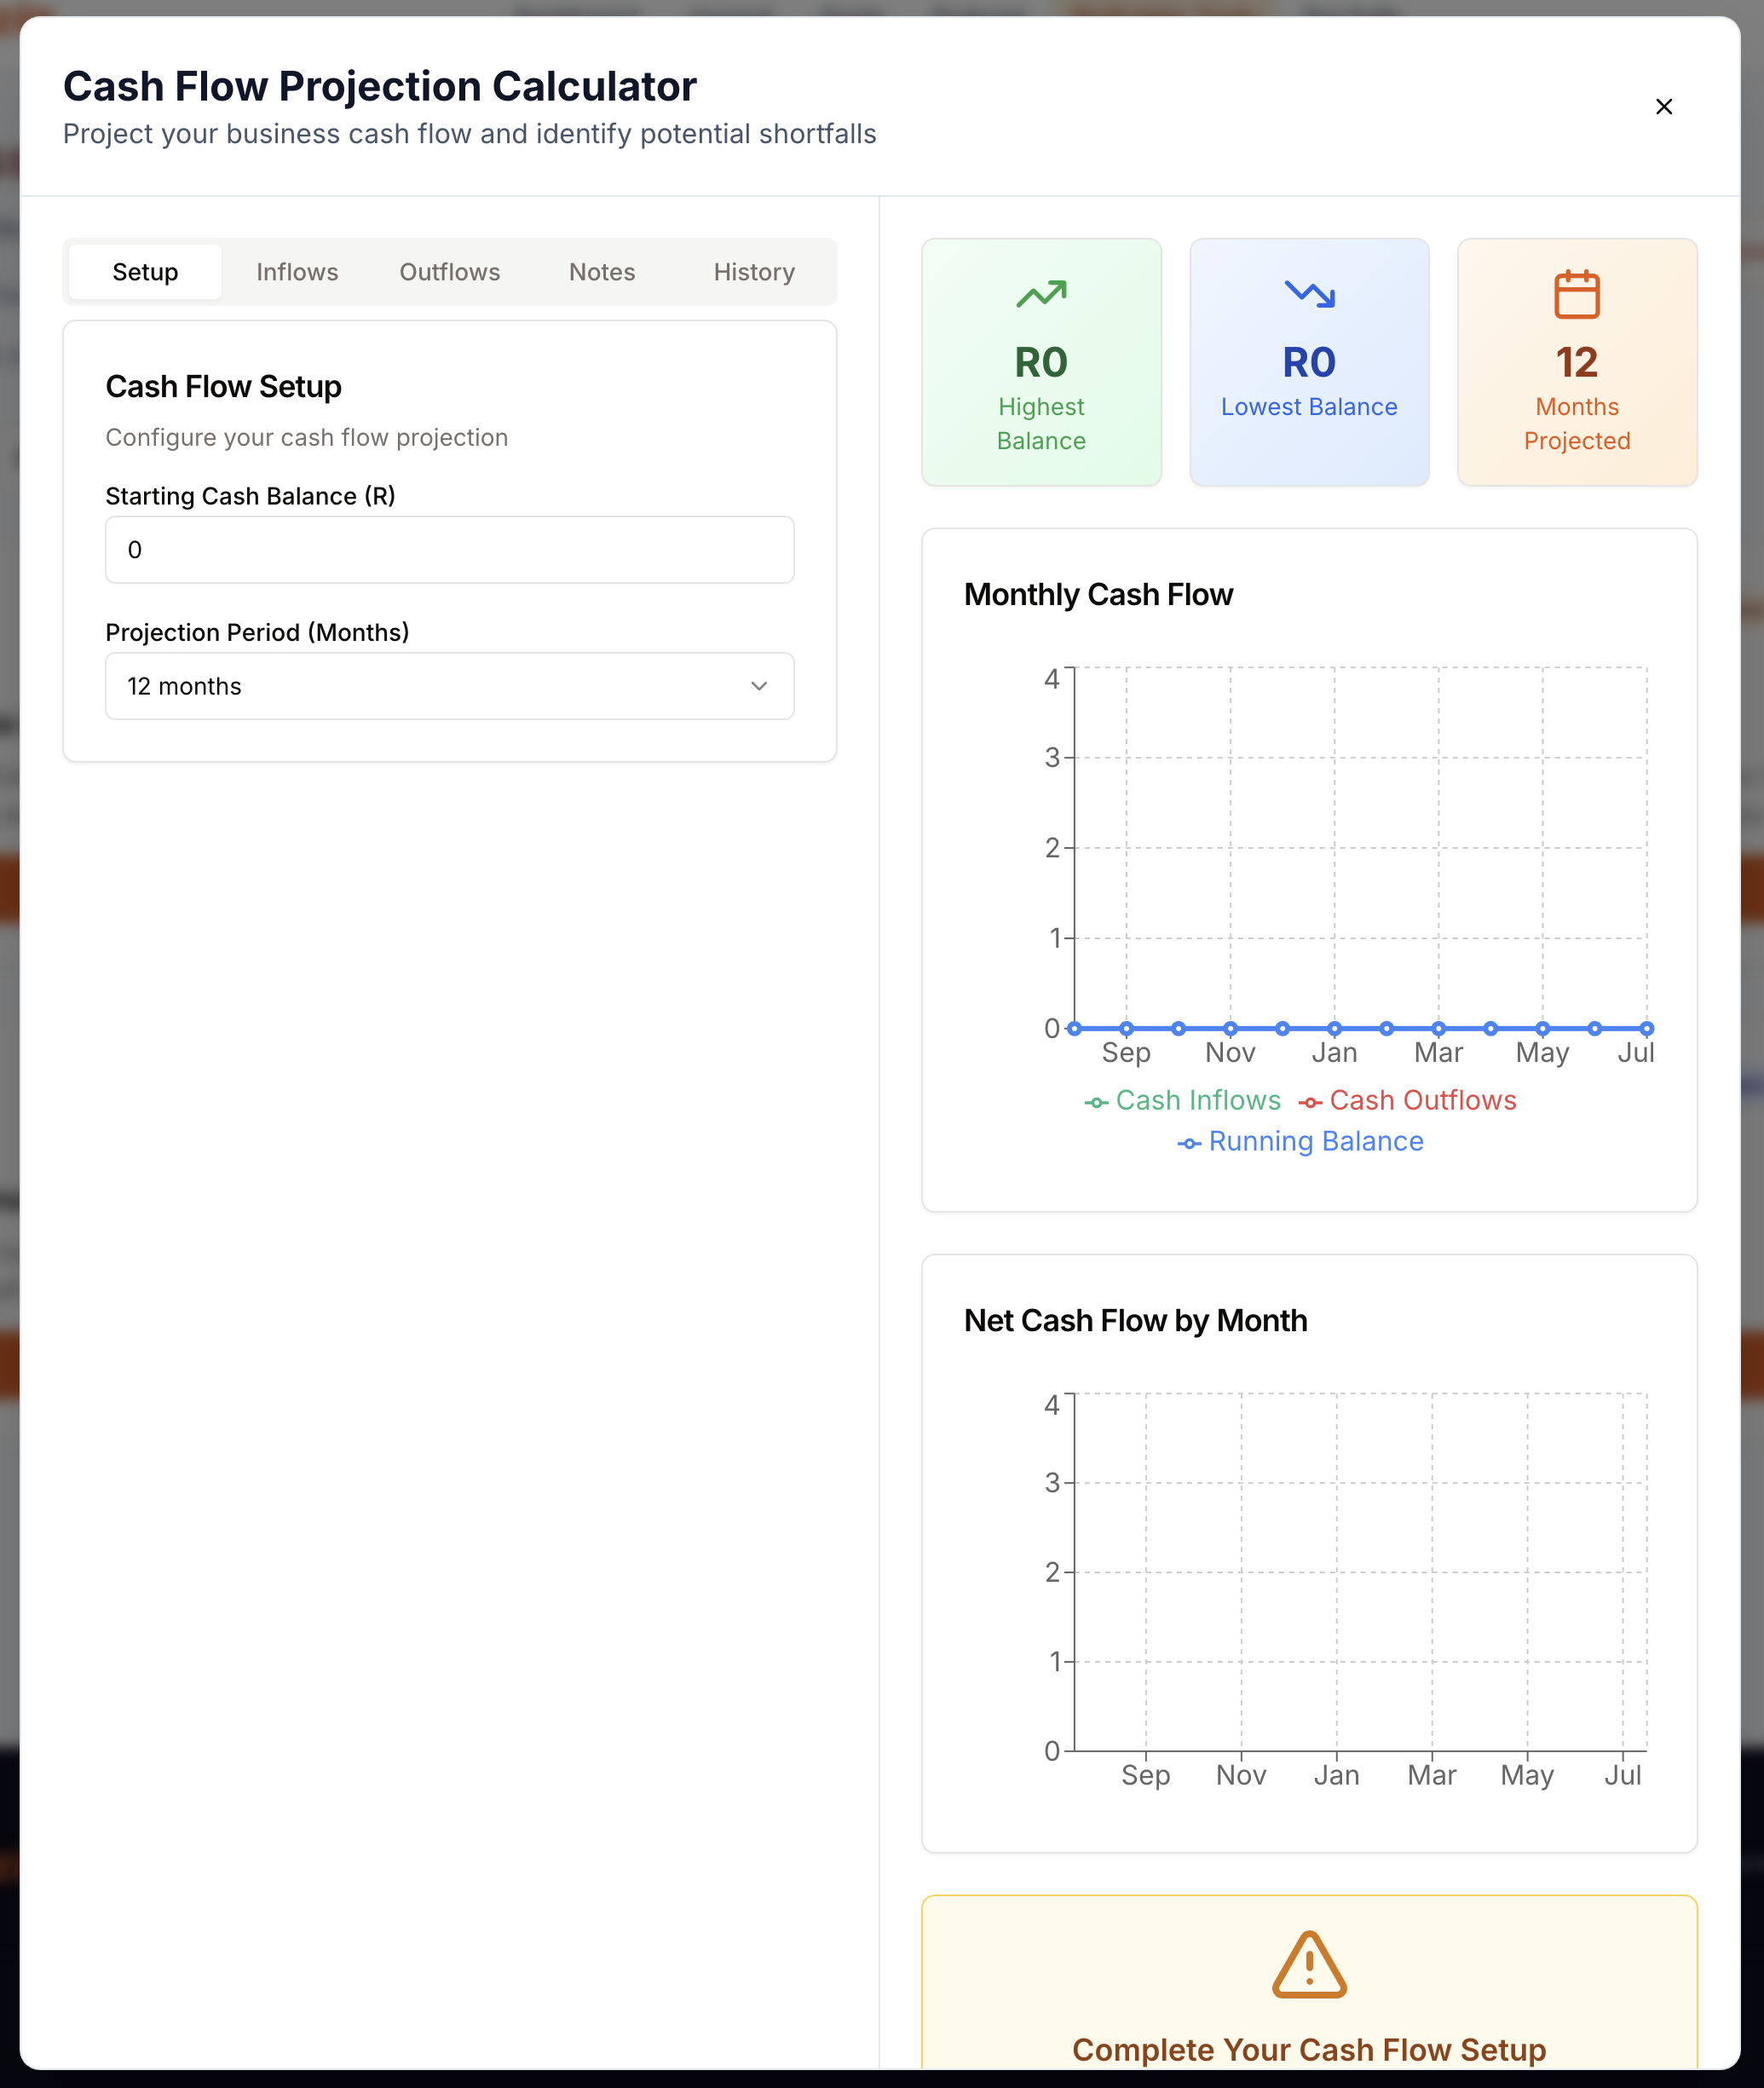 Cash Flow Projection Calculator
Project your business cash flow and identify potential shortfalls
Setup
Inflows
Outflows
Notes
History
Cash Flow Setup
Configure your cash flow projection
Starting Cash Balance (R)
0
Projection Period (Months)
12 months
R0
Highest
Balance
R0
Lowest Balance
12
Months
Projected
Monthly Cash Flow
4
3
2
1
0
Sep Nov Jan Mar May Jul
Cash Inflows Cash Outflows
Running Balance
Net Cash Flow by Month
4
3
2
1
0
Sep Nov Jan Mar May Jul
Complete Your Cash Flow Setup